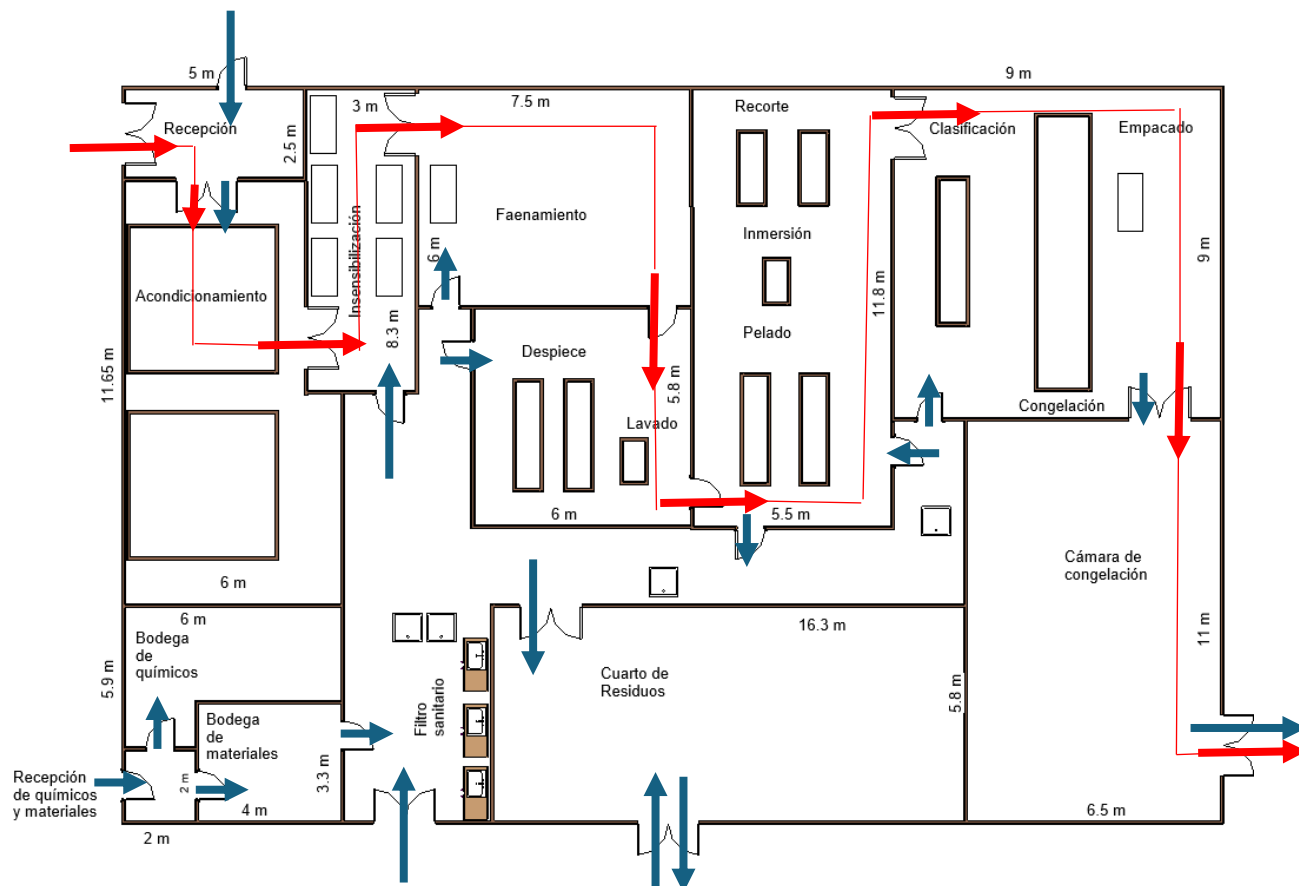 5 m
9 m
Recepción
2.5 m
3 m
7.5 m
Recorte
Clasificación
Empacado
Insensibilización
Faenamiento
Inmersión
6 m
9 m
Acondicionamiento
8.3 m
11.8 m
Pelado
Despiece
5.8 m
11.65 m
Lavado
Congelación
6 m
5.5 m
Cámara de
congelación
6 m
6 m
16.3 m
11 m
Bodega
de
químicos
5.9 m
Cuarto de
Residuos
Filtro
sanitario
5.8 m
Bodega
de
materiales
Recepción
de químicos
y materiales
2 m
3.3 m
4 m
2 m
6.5 m